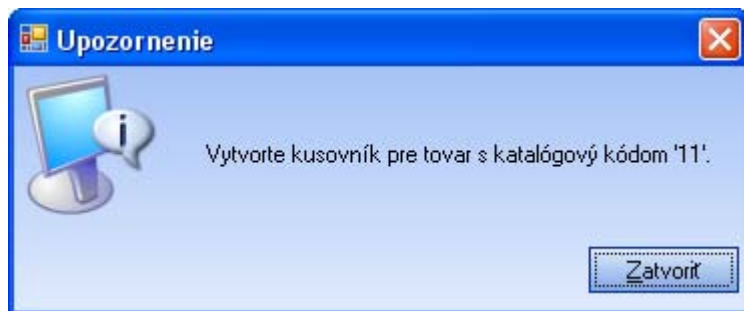 Upozornenie
Vytvorte kusovník pre tovar s katalógový kódom '11'.
Zatvoriť